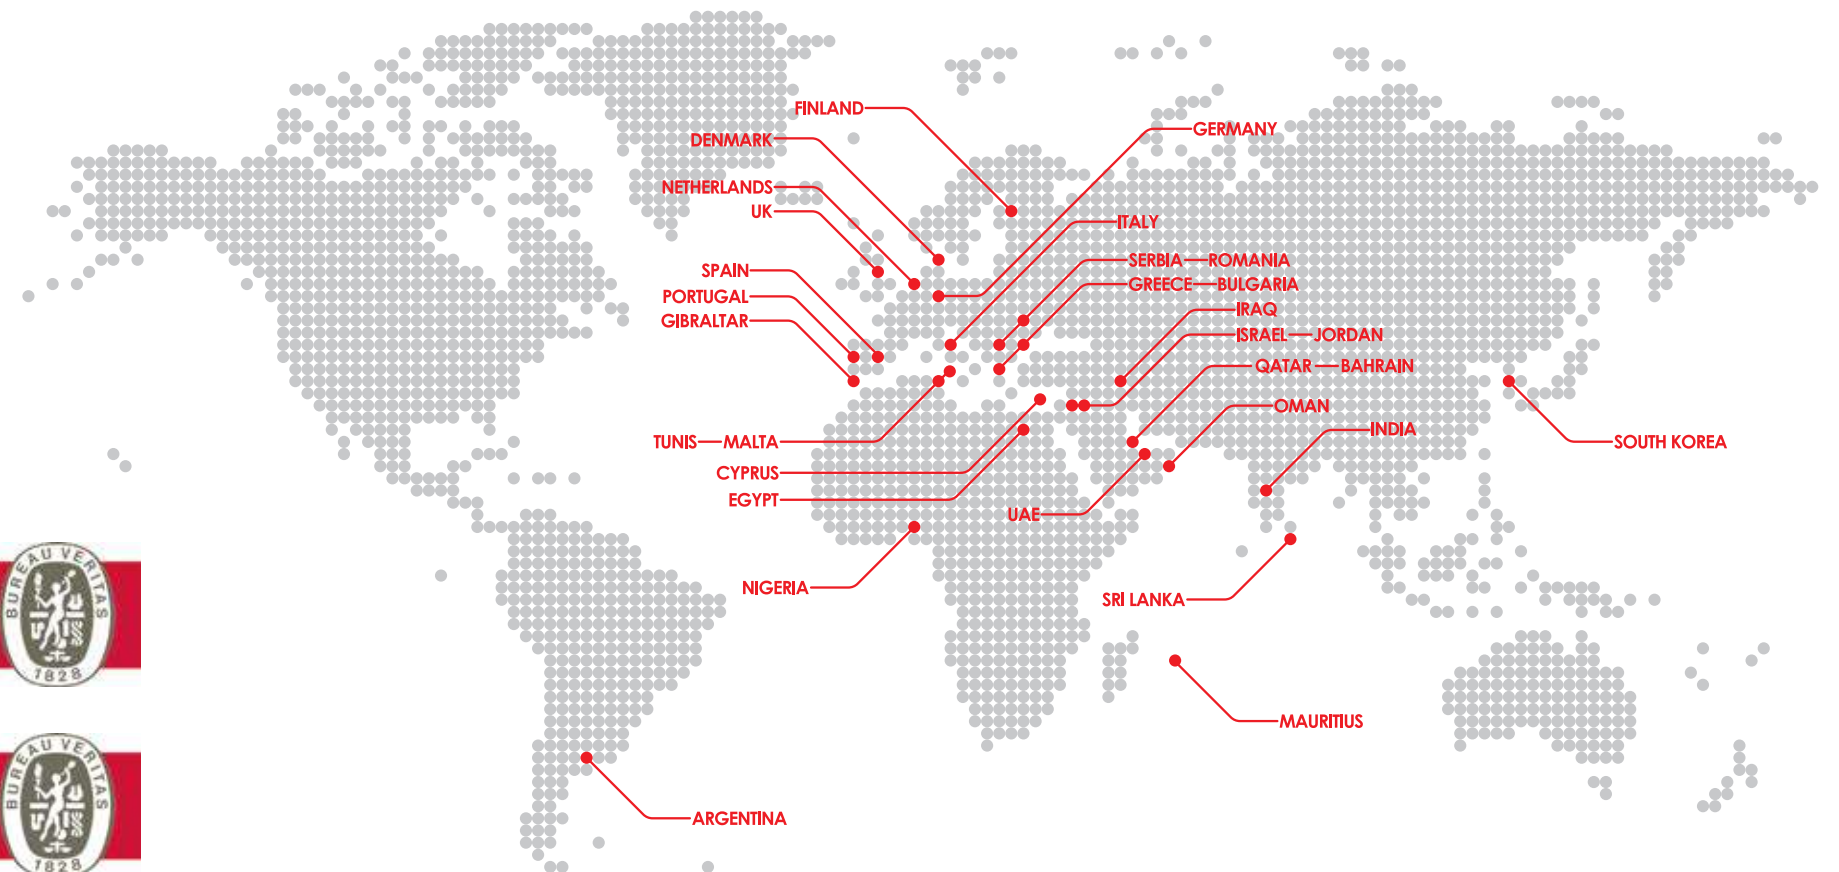 FINLAND
DENMARK
GERMANY
NETHERLANDS
UK
ITALY
SPAIN
SERBIA ROMANIA
PORTUGAL
GREECE BULGARIA
GIBRALTAR
IRAQ
ISRAEL JORDAN
QATAR BAHRAIN
OMAN
INDIA
TUNIS MALTA
SOUTH KOREA
CYPRUS
EGYPT
UAE
NIGERIA
SRI LANKA
MAURITIUS
ARGENTINA
BUREAU VERITAS
1828
BUREAU VERITAS
1828